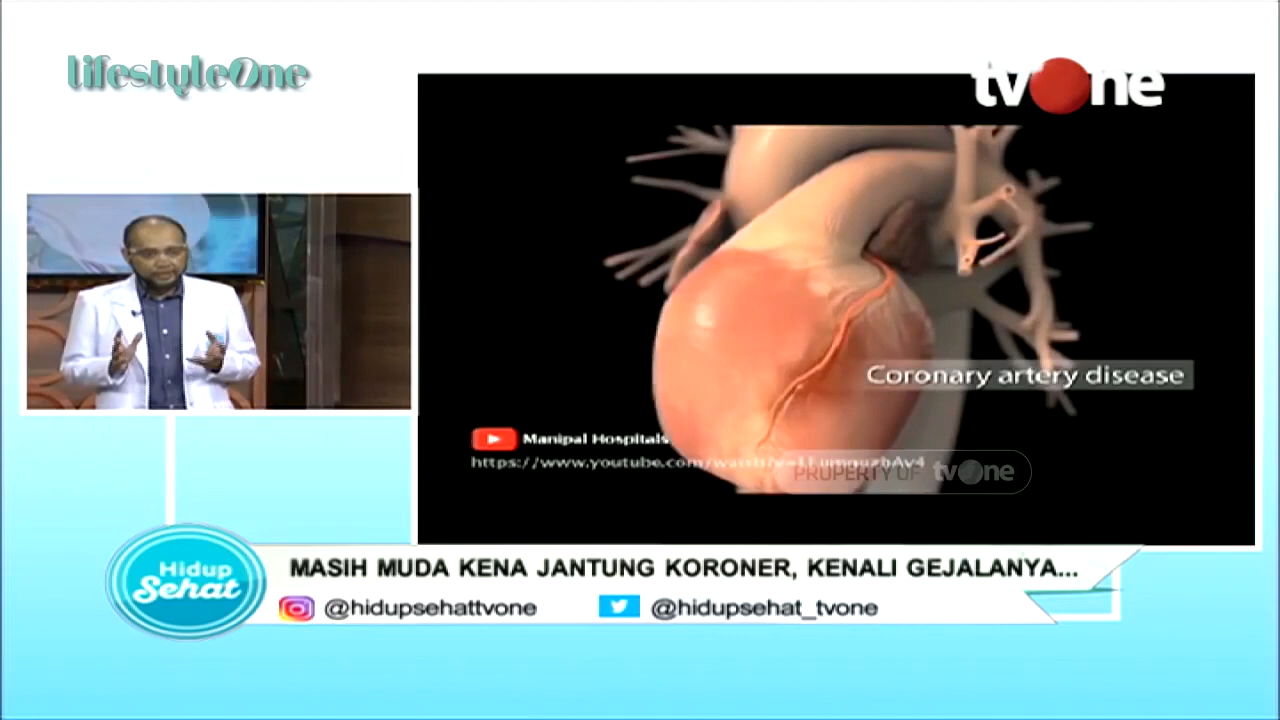 lifestyleOne
tvOne
Coronary artery disease
Manipal Hospitals
PROPERTY OF tvOne
Hidup
Sehat
MASIH MUDA KENA JANTUNG KORONER, KENALI GEJALANYA...
@hidupsehattvone
@hidupsehat_tvone